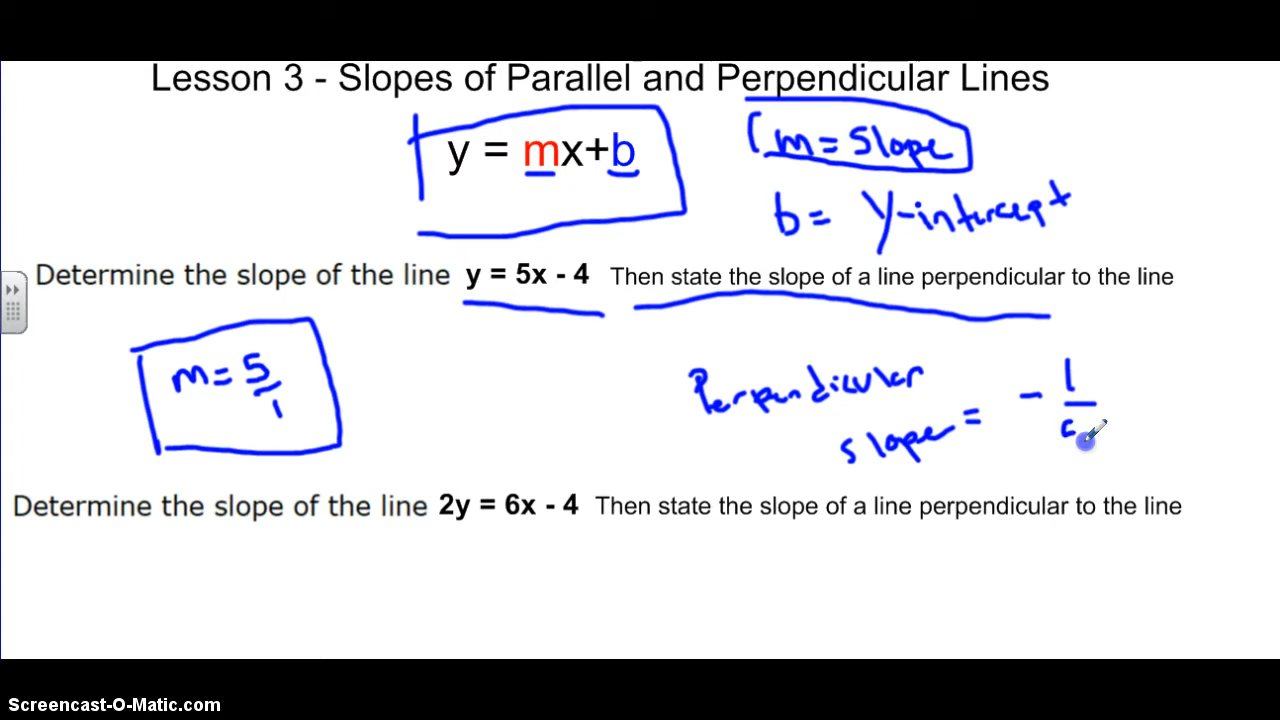 Lesson 3 - Slopes of Parallel and Perpendicular Lines
y = mx+b
m = Slope
b = y-intercept
Determine the slope of the line y = 5x - 4 Then state the slope of a line perpendicular to the line
m = 5/1
Perpendicular
slope = - 1/
Determine the slope of the line 2y = 6x - 4 Then state the slope of a line perpendicular to the line
Screencast-O-Matic.com